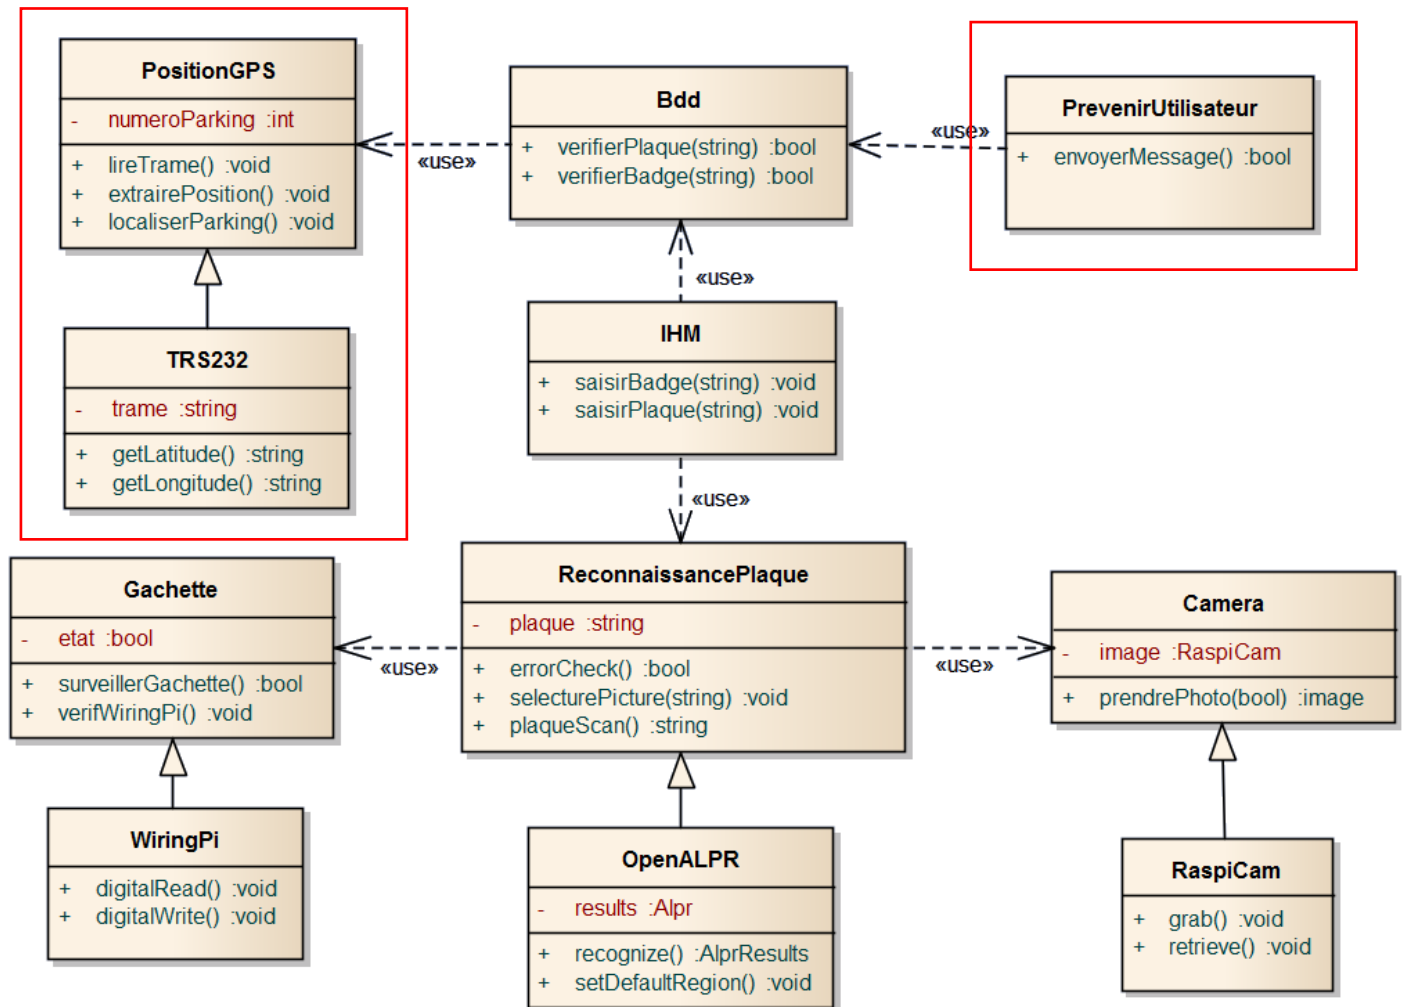 PositionGPS
- numeroParking :int
+ lireTrame() :void
+ extrairePosition() :void
+ localiserParking() :void
«use»
Bdd
+ verifierPlaque(string) :bool
+ verifierBadge(string) :bool
«use»
PrevenirUtilisateur
+ envoyerMessage() :bool
«use»
TRS232
- trame :string
+ getLatitude() :string
+ getLongitude() :string
IHM
+ saisirBadge(string) :void
+ saisirPlaque(string) :void
«use»
Gachette
- etat :bool
+ surveillerGachette() :bool
+ verifWiringPi() :void
«use»
ReconnaissancePlaque
- plaque :string
+ errorCheck() :bool
+ selecturePicture(string) :void
+ plaqueScan() :string
«use»
Camera
- image :RaspiCam
+ prendrePhoto(bool) :image
WiringPi
+ digitalRead() :void
+ digitalWrite() :void
OpenALPR
- results :Alpr
+ recognize() :AlprResults
+ setDefaultRegion() :void
RaspiCam
+ grab() :void
+ retrieve() :void